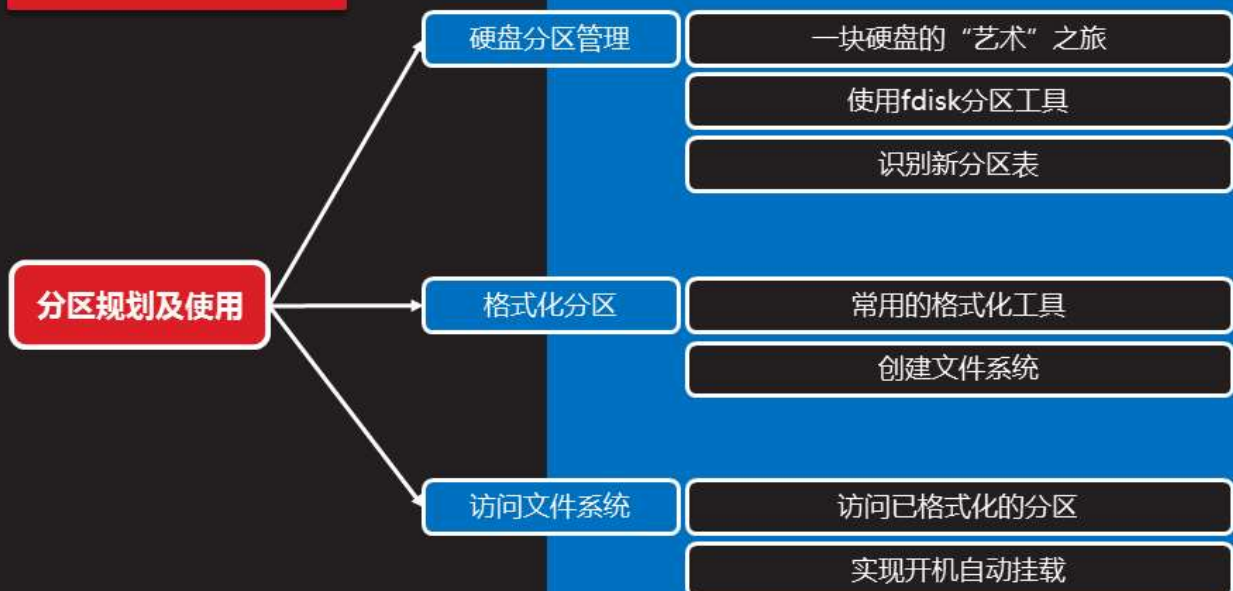 硬盘分区管理
一块硬盘的“艺术”之旅
使用fdisk分区工具
识别新分区表
分区规划及使用
格式化分区
常用的格式化工具
创建文件系统
访问文件系统
访问已格式化的分区
实现开机自动挂载